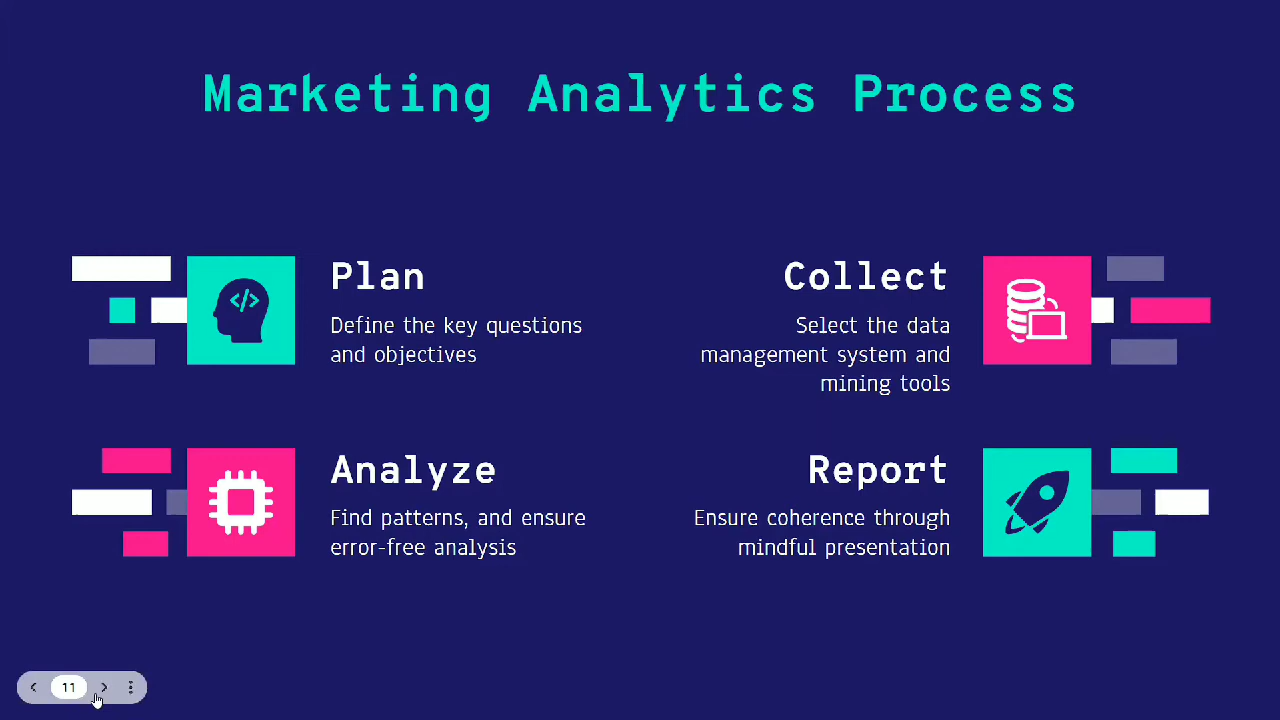 Marketing Analytics Process
Plan
Define the key questions
and objectives
Collect
Select the data
management system and
mining tools
Analyze
Find patterns, and ensure
error-free analysis
Report
Ensure coherence through
mindful presentation
11